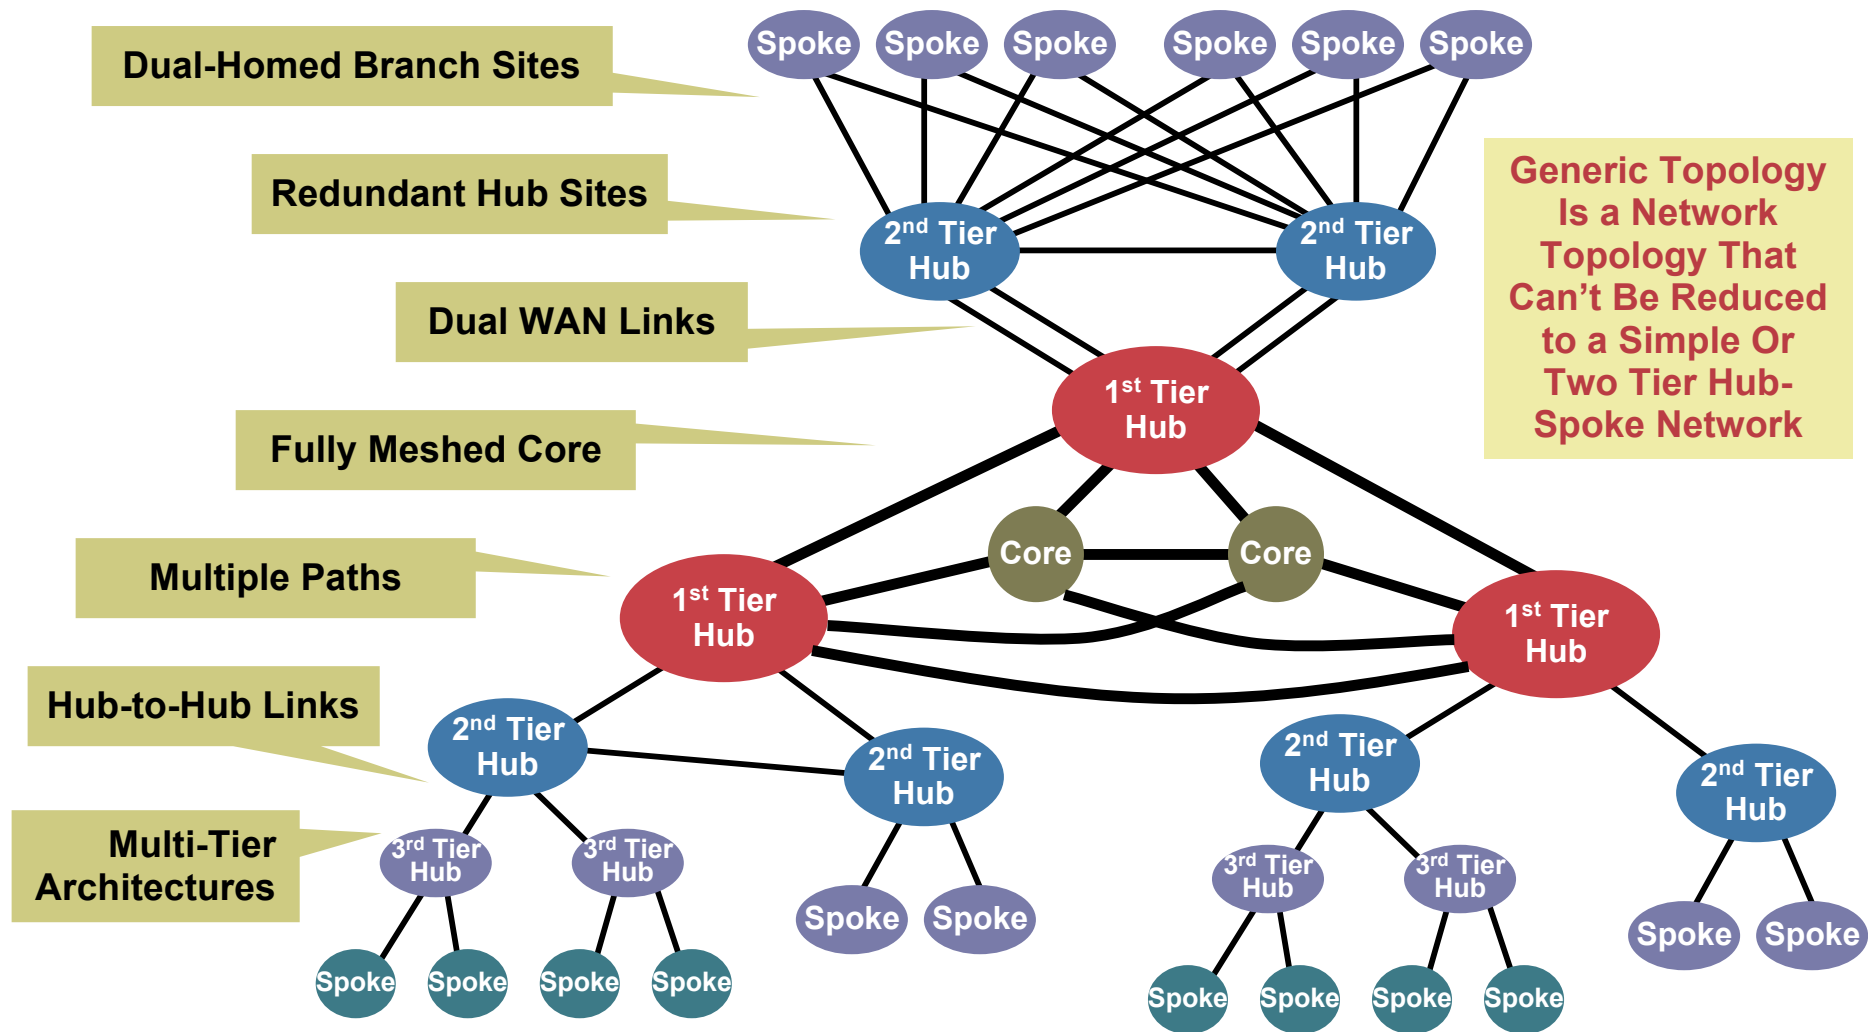 Spoke Spoke Spoke Spoke Spoke Spoke
Dual-Homed Branch Sites
Redundant Hub Sites
Generic Topology
Is a Network
Topology That
Can't Be Reduced
to a Simple Or
Two Tier Hub-
Spoke Network
2nd Tier
Hub
2nd Tier
Hub
Dual WAN Links
1st Tier
Hub
Fully Meshed Core
Core
Core
Multiple Paths
1st Tier
Hub
1st Tier
Hub
Hub-to-Hub Links
2nd Tier
Hub
2nd Tier
Hub
2nd Tier
Hub
2nd Tier
Hub
Multi-Tier
Architectures
3rd Tier
Hub
3rd Tier
Hub
3rd Tier
Hub
3rd Tier
Hub
Spoke Spoke
Spoke Spoke
Spoke Spoke Spoke Spoke
Spoke Spoke Spoke Spoke